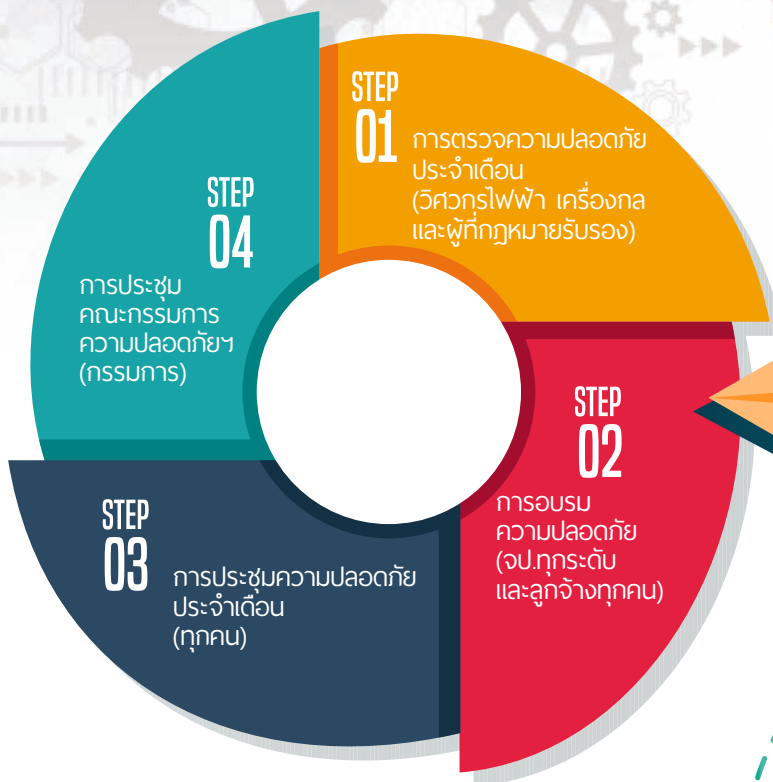 STEP
01
การตรวจความปลอดภัย
ประจำเดือน
(วิศวกรไฟฟ้า เครื่องกล
และผู้ที่กฎหมายรับรอง)
STEP
02
การอบรม
ความปลอดภัย
(จป.ทุกระดับ
และลูกจ้างทุกคน)
STEP
03
การประชุมความปลอดภัย
ประจำเดือน
(ทุกคน)
STEP
04
การประชุม
คณะกรรมการ
ความปลอดภัยฯ
(กรรมการ)